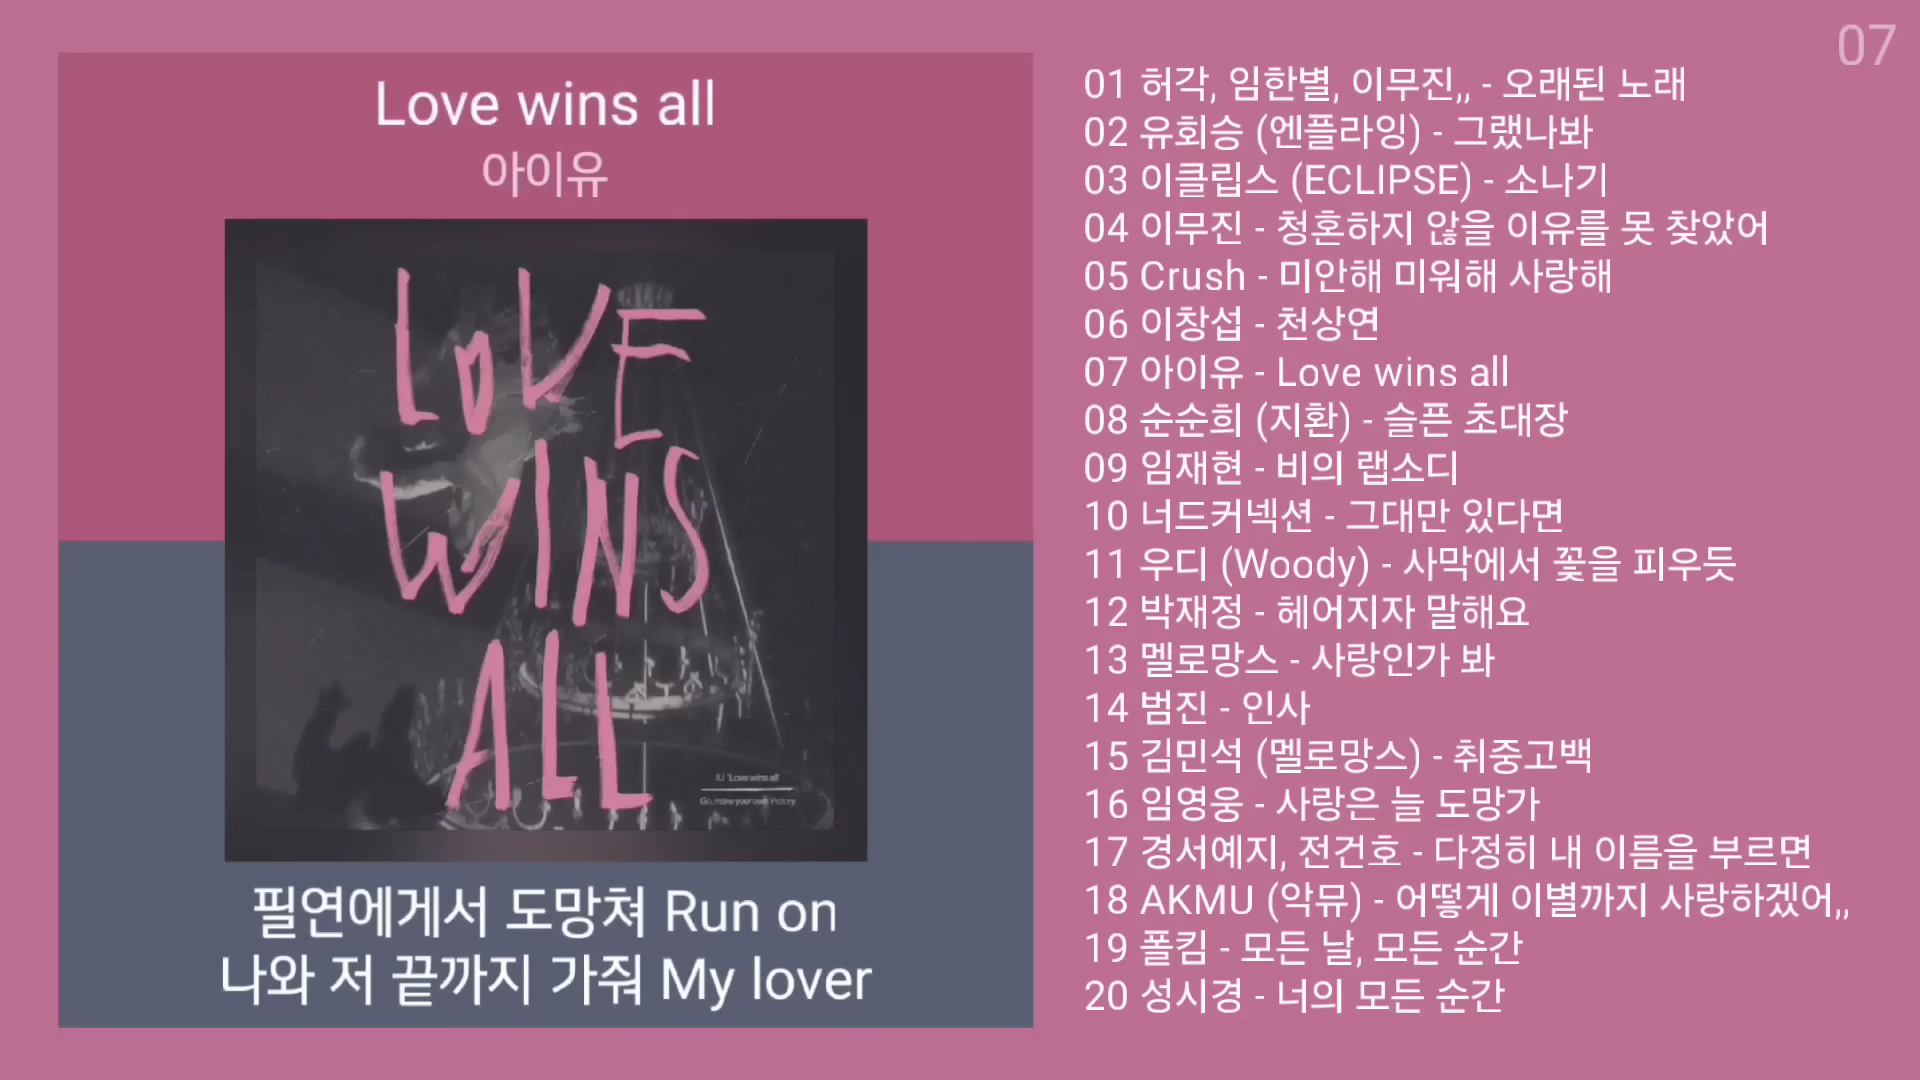 07
Love wins all
아이유
LOVE
WINS
ALL
IU 'Love wins all'
Go, make your own Victory
필연에게서 도망쳐 Run on
나와 저 끝까지 가줘 My lover
01 허각, 임한별, 이무진,, - 오래된 노래
02 유회승 (엔플라잉) - 그랬나봐
03 이클립스 (ECLIPSE) - 소나기
04 이무진 - 청혼하지 않을 이유를 못 찾았어
05 Crush - 미안해 미워해 사랑해
06 이창섭 - 천상연
07 아이유 - Love wins all
08 순순희 (지환) - 슬픈 초대장
09 임재현 - 비의 랩소디
10 너드커넥션 - 그대만 있다면
11 우디 (Woody) - 사막에서 꽃을 피우듯
12 박재정 - 헤어지자 말해요
13 멜로망스 - 사랑인가 봐
14 범진 - 인사
15 김민석 (멜로망스) - 취중고백
16 임영웅 - 사랑은 늘 도망가
17 경서예지, 전건호 - 다정히 내 이름을 부르면
18 AKMU (악뮤) - 어떻게 이별까지 사랑하겠어,,
19 폴킴 - 모든 날, 모든 순간
20 성시경 - 너의 모든 순간